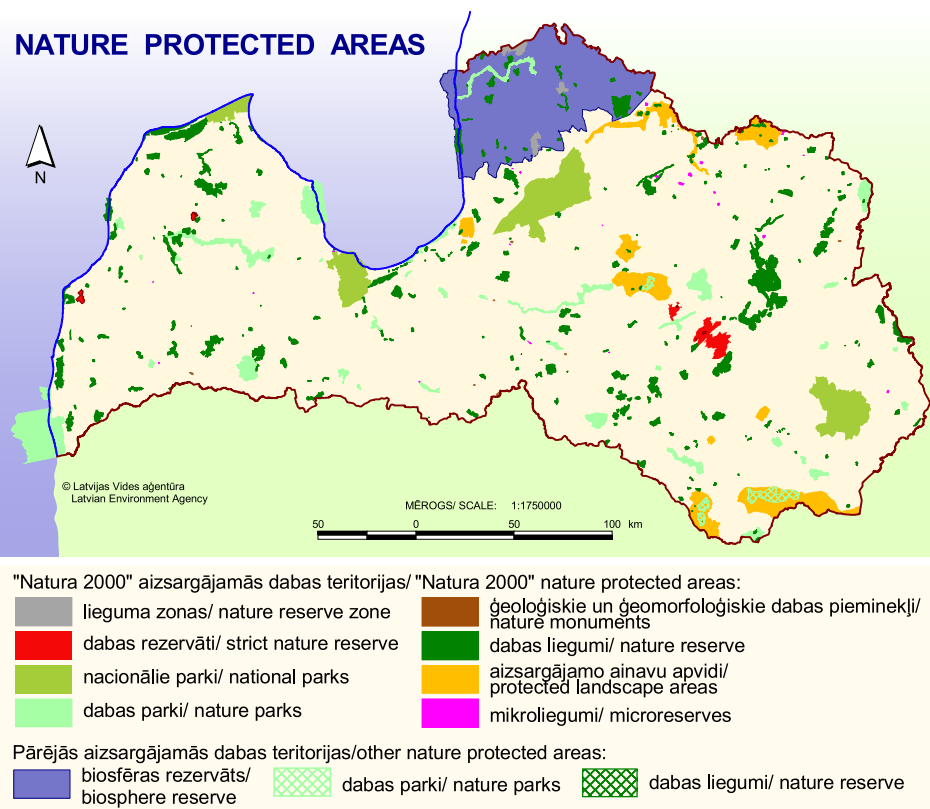 NATURE PROTECTED AREAS
N
© Latvijas Vides aģentūra
Latvian Environment Agency
MĒROGS/ SCALE: 1:1750000
50 0 50 100 km
"Natura 2000" aizsargājamās dabas teritorijas/ "Natura 2000" nature protected areas:
lieguma zonas/ nature reserve zone
dabas rezervāti/ strict nature reserve
nacionālie parki/ national parks
dabas parki/ nature parks
ģeoloģiskie un ģeomorfoloģiskie dabas pieminekļi/
nature monuments
dabas liegumi/ nature reserve
aizsargājamo ainavu apvidi/
protected landscape areas
mikroliegumi/ microreserves
Pārējās aizsargājamās dabas teritorijas/other nature protected areas:
biosfēras rezervāts/
biosphere reserve
dabas parki/ nature parks
dabas liegumi/ nature reserve